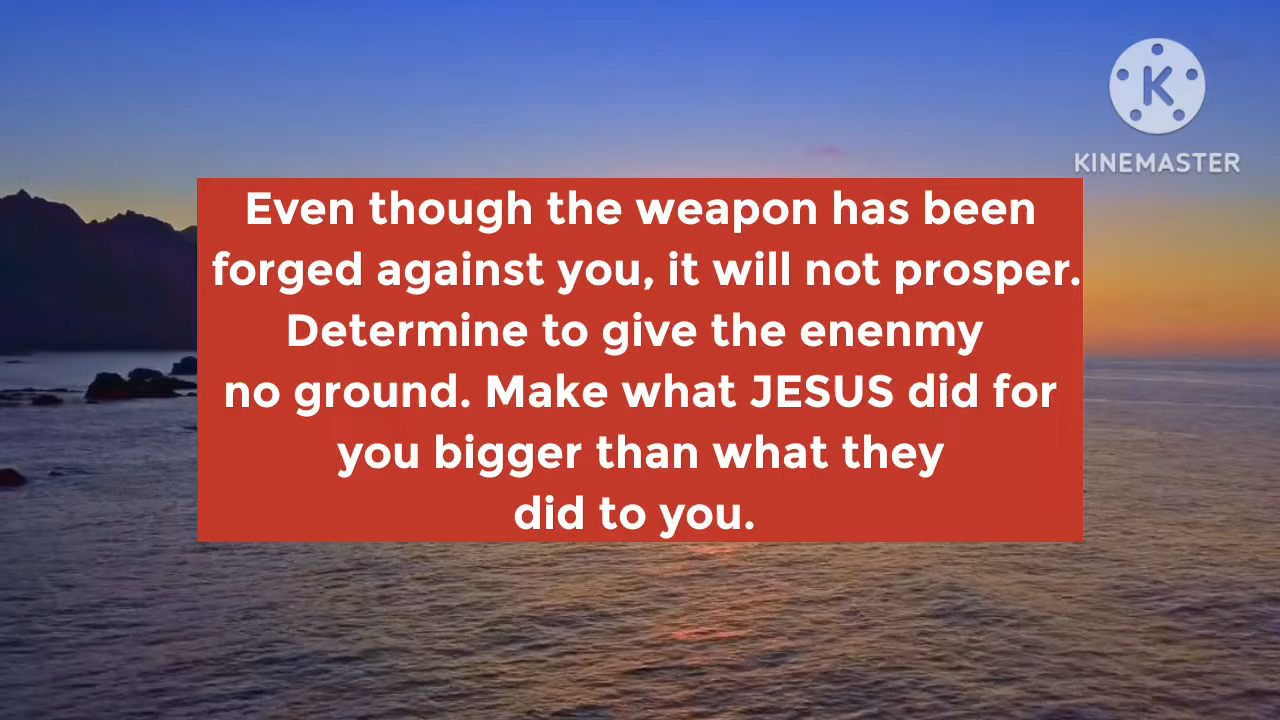 K
KINEMASTER
Even though the weapon has been
forged against you, it will not prosper.
Determine to give the enenmy
no ground. Make what JESUS did for
you bigger than what they
did to you.